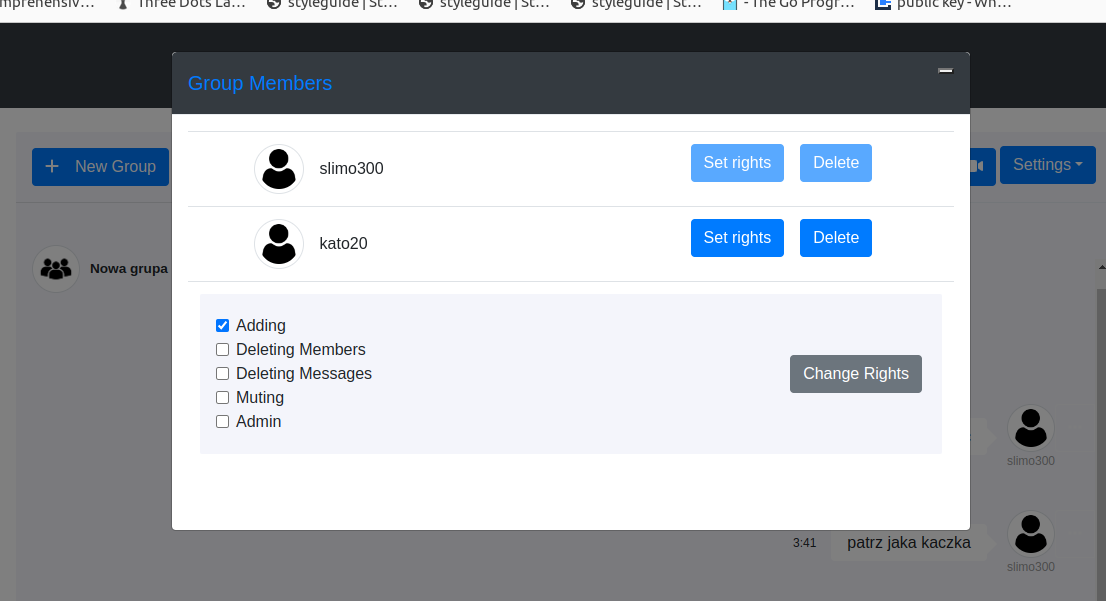 Three Dots La... styleguide | St... styleguide | St... styleguide | St... - The Go Progr... public key - Wh...
Group Members
New Group
Settings
slimo300
Set rights
Delete
kato20
Set rights
Delete
Nowa grupa
Adding
Deleting Members
Deleting Messages
Muting
Admin
Change Rights
slimo300
3:41
patrz jaka kaczka
slimo300